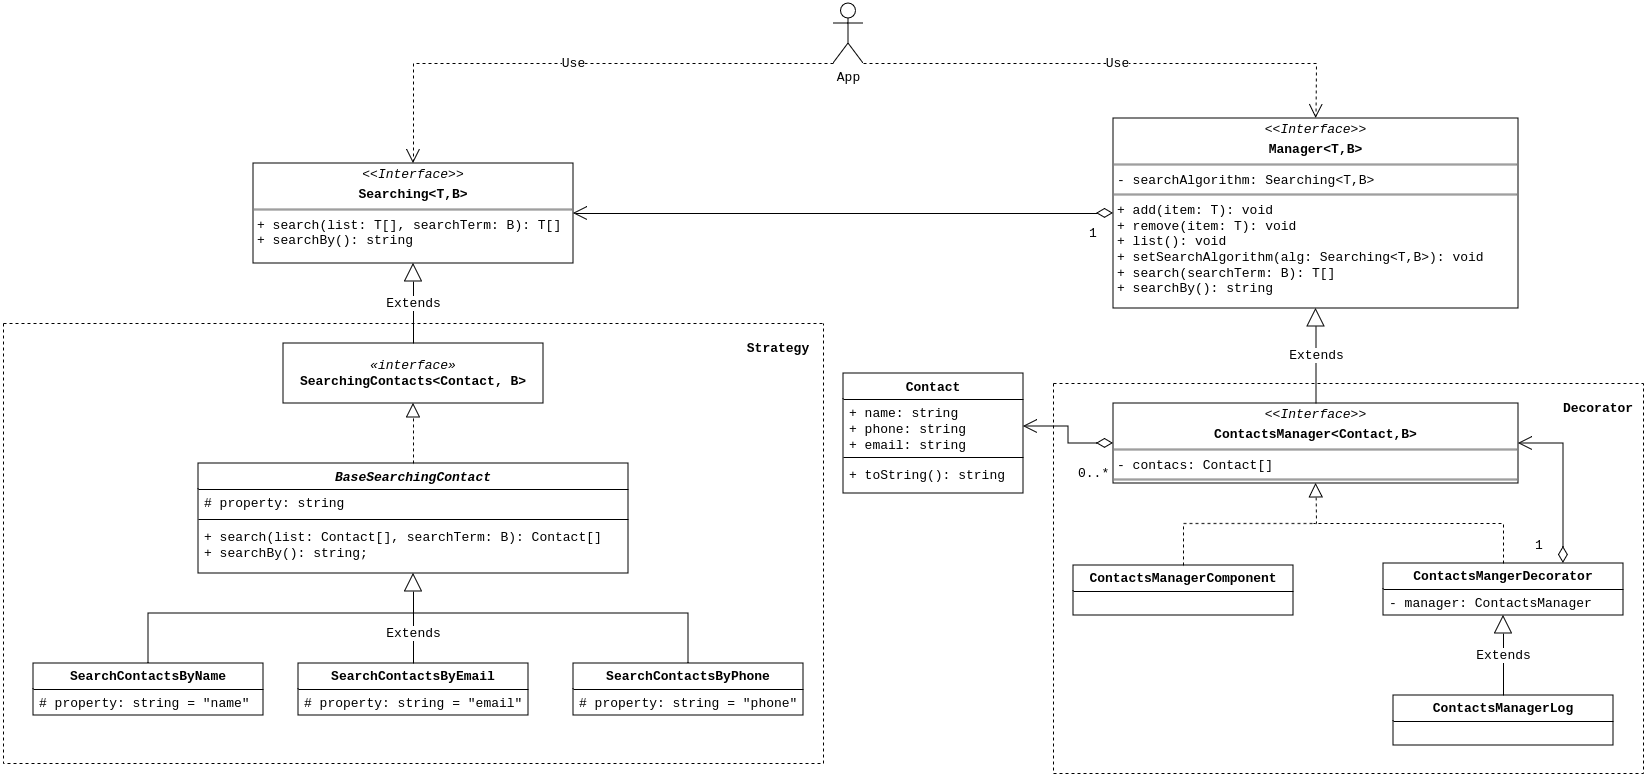 Use
Use
App
<<Interface>>
Manager<T,B>
- searchAlgorithm: Searching<T,B>
+ add(item: T): void
+ remove(item: T): void
+ list(): void
+ setSearchAlgorithm(alg: Searching<T,B>): void
+ search(searchTerm: B): T[]
+ searchBy(): string
<<Interface>>
Searching<T,B>
+ search(list: T[], searchTerm: B): T[]
+ searchBy(): string
1
Extends
Extends
Strategy
«interface»
SearchingContacts<Contact, B>
BaseSearchingContact
# property: string
+ search(list: Contact[], searchTerm: B): Contact[]
+ searchBy(): string;
Extends
SearchContactsByName
# property: string = "name"
SearchContactsByEmail
# property: string = "email"
SearchContactsByPhone
# property: string = "phone"
Contact
+ name: string
+ phone: string
+ email: string
+ toString(): string
Decorator
<<Interface>>
ContactsManager<Contact,B>
- contacs: Contact[]
0..*
1
ContactsManagerComponent
ContactsMangerDecorator
- manager: ContactsManager
Extends
ContactsManagerLog